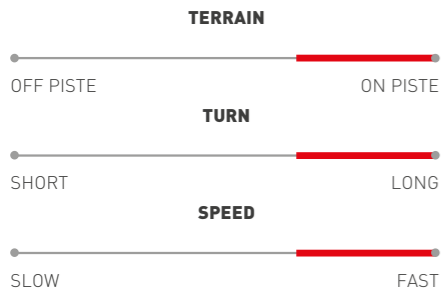 TERRAIN
OFF PISTE ON PISTE
TURN
SHORT LONG
SPEED
SLOW FAST